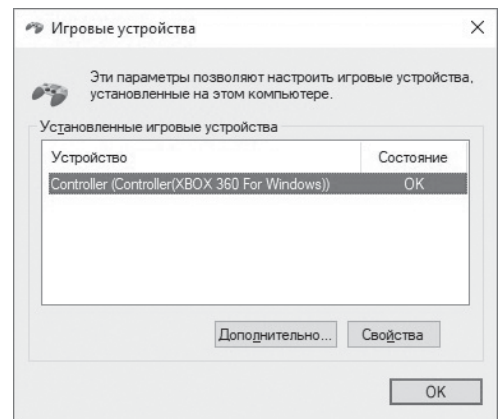 Игровые устройства
Эти параметры позволяют настроить игровые устройства,
установленные на этом компьютере.
Установленные игровые устройства
Устройство Состояние
Controller (Controller(XBOX 360 For Windows)) OK
Дополнительно... Свойства
OK